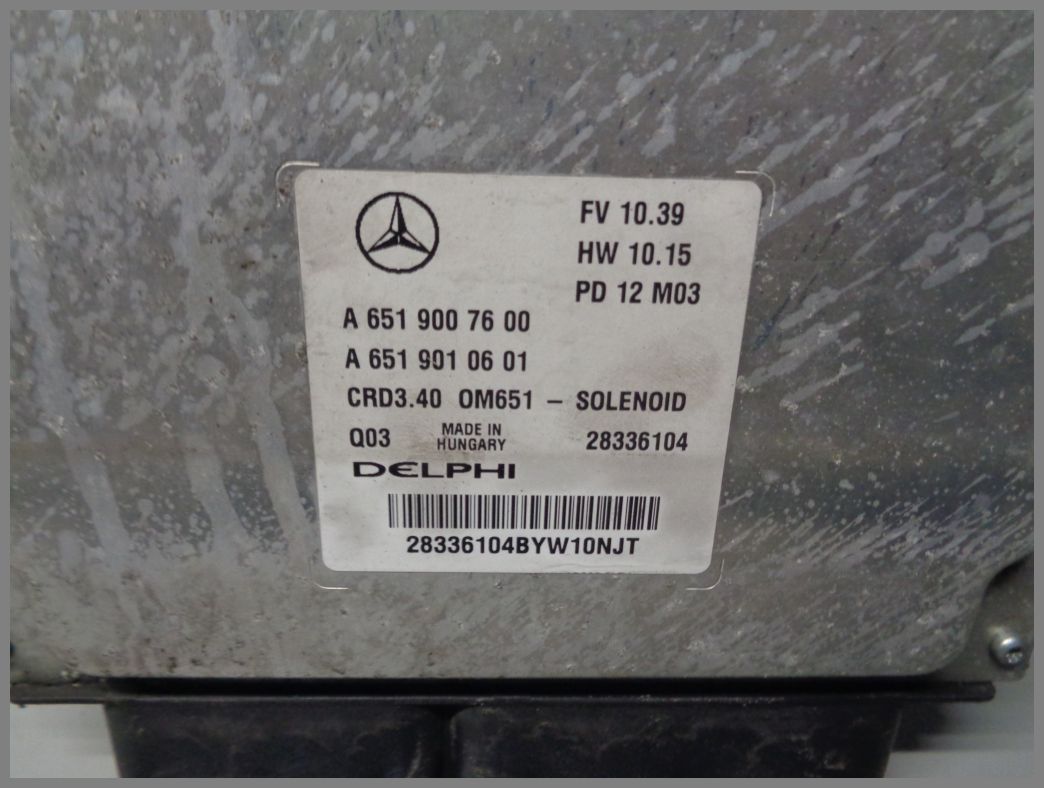 FV 10.39
HW 10.15
PD 12 M03
A 651 900 76 00
A 651 901 06 01
CRD3.40 OM651 – SOLENOID
Q03 MADE IN HUNGARY 28336104
DELPHI
28336104BYW10NJT